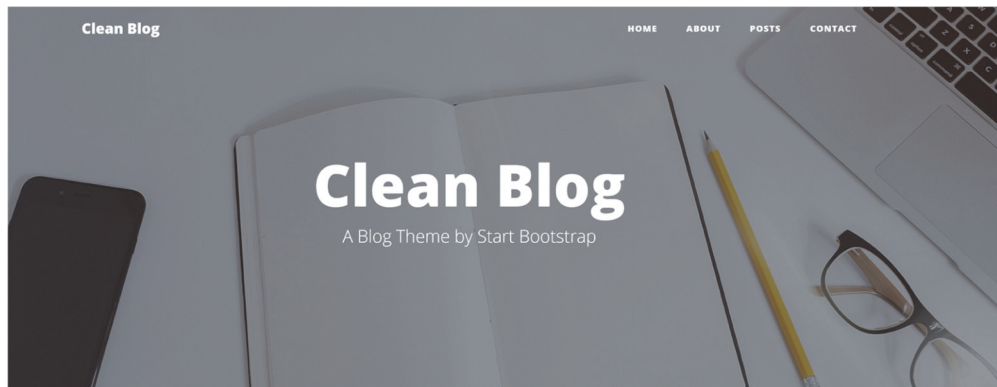 Clean Blog
HOME ABOUT POSTS CONTACT
Clean Blog
A Blog Theme by Start Bootstrap